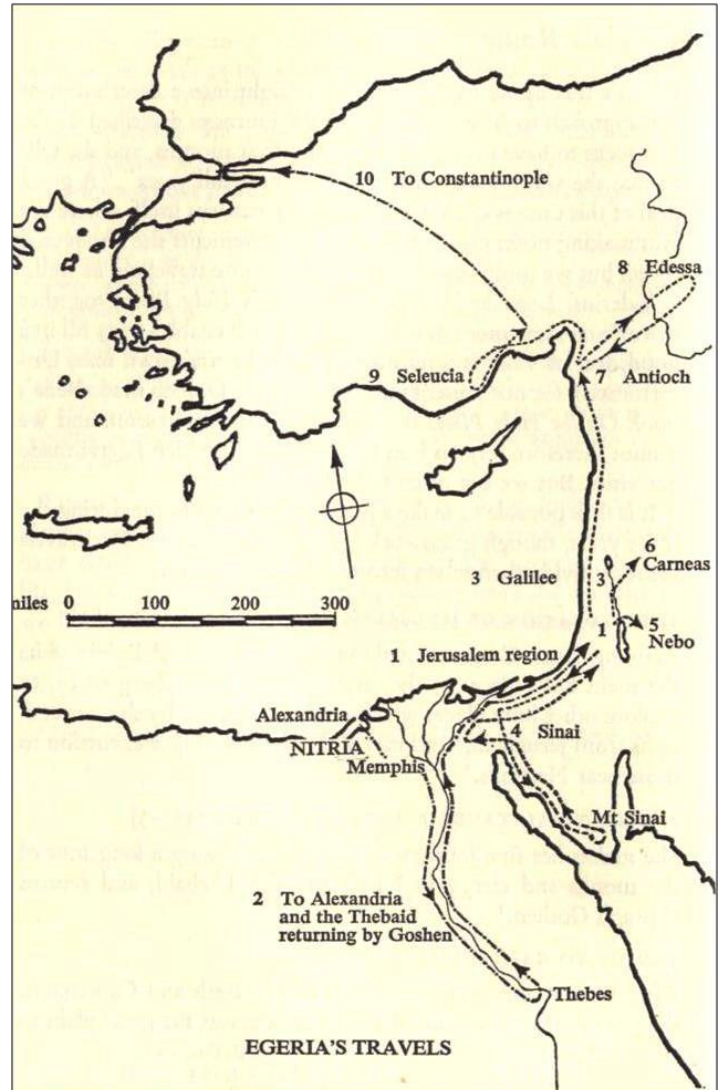 10 To Constantinople
8 Edessa
9 Seleucia
7 Antioch
6
Carneas
3 Galilee
3
miles 0 100 200 300
1
5
Nebo
1 Jerusalem region
Alexandria
NITRIA
4 Sinai
Memphis
Mt Sinai
2 To Alexandria
and the Thebaid
returning by Goshen
Thebes
EGERIA'S TRAVELS